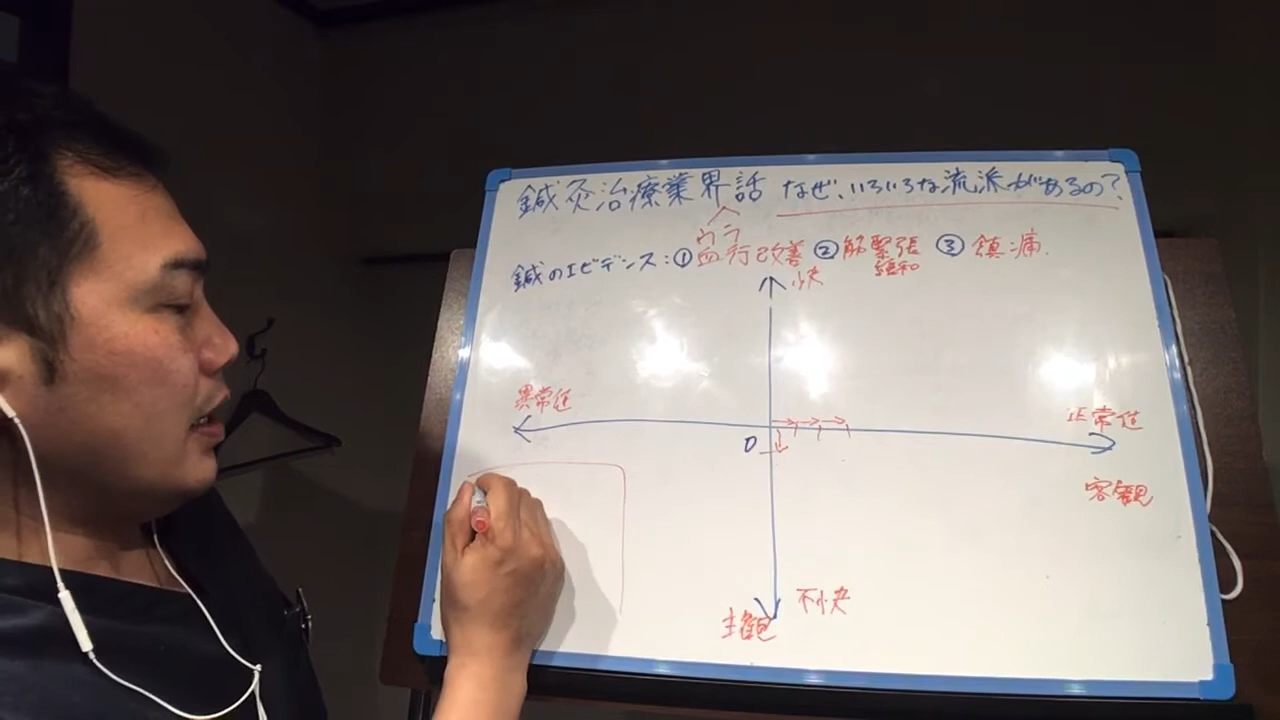 鍼灸治療業界話 なぜ、いろいろな流派があるの?
ウラ
鍼のエビデンス:①血行改善 ②筋緊張 ③鎮痛.
緩和
快
異常値
正常値
0
客観
不快
主観